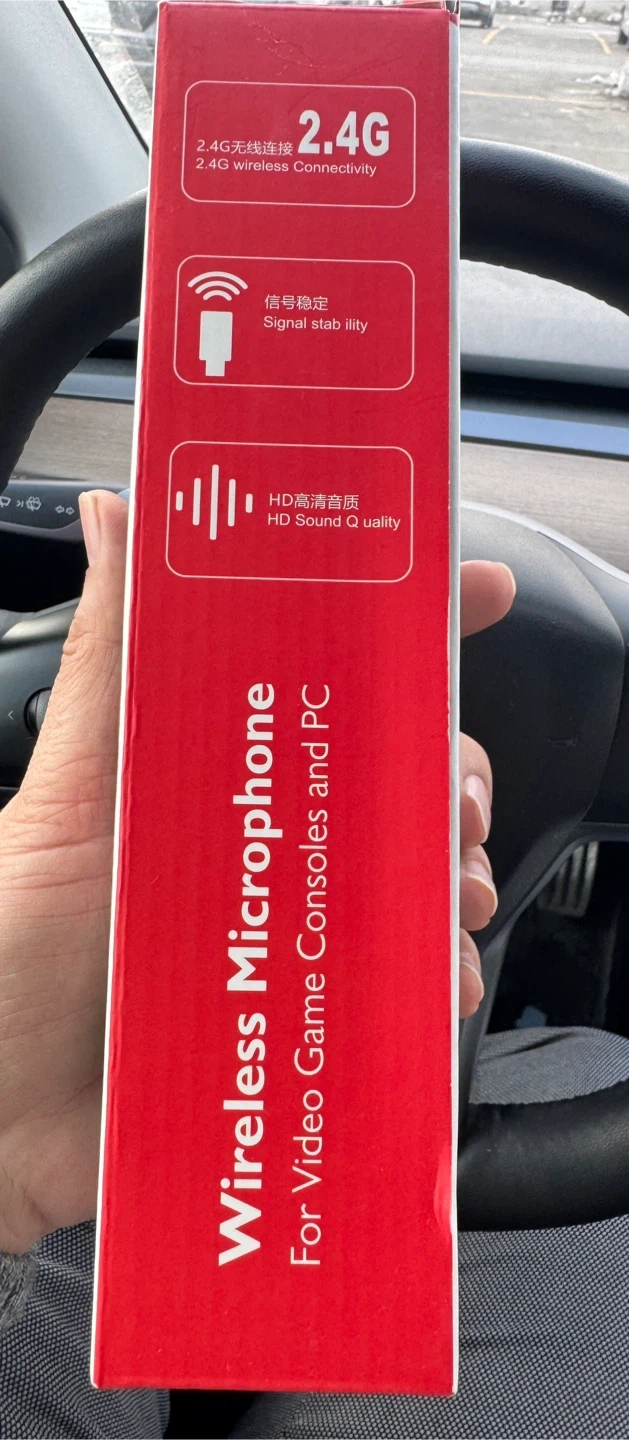 2.4G无线连接 2.4G
2.4G wireless Connectivity
信号稳定
Signal stab ility
HD高清音质
HD Sound Q uality
Wireless Microphone
For Video Game Consoles and PC